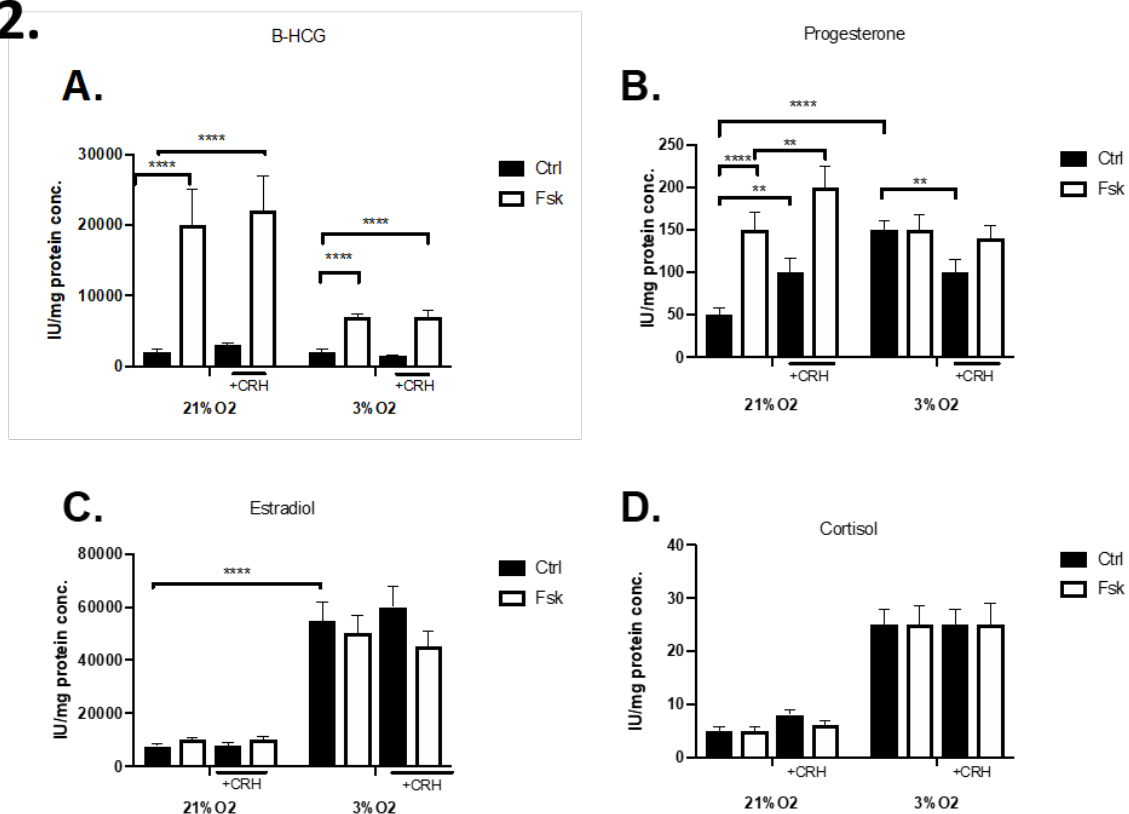 2.
B-HCG
A.
IU/mg protein conc.
30000
20000
10000
0
****
****
****
****
+CRH
+CRH
21% O2
3% O2
Ctrl
Fsk
Progesterone
B.
IU/mg protein conc.
250
200
150
100
50
0
****
**
****
**
**
+CRH
+CRH
21% O2
3% O2
Ctrl
Fsk
Estradiol
C.
IU/mg protein conc.
80000
60000
40000
20000
0
****
+CRH
+CRH
21% O2
3% O2
Ctrl
Fsk
D.
Cortisol
IU/mg protein conc.
40
30
20
10
0
+CRH
+CRH
21% O2
3% O2
Ctrl
Fsk